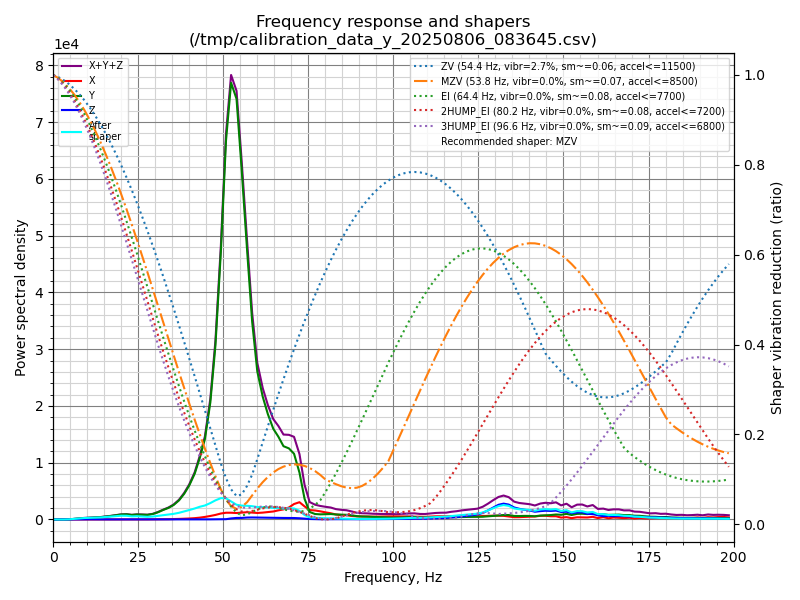 Frequency response and shapers
(/tmp/calibration_data_y_20250806_083645.csv)
1e4
X+Y+Z
X
Y
Z
After
shaper
ZV (54.4 Hz, vibr=2.7%, sm~=0.06, accel<=11500)
MZV (53.8 Hz, vibr=0.0%, sm~=0.07, accel<=8500)
EI (64.4 Hz, vibr=0.0%, sm~=0.08, accel<=7700)
2HUMP_EI (80.2 Hz, vibr=0.0%, sm~=0.08, accel<=7200)
3HUMP_EI (96.6 Hz, vibr=0.0%, sm~=0.09, accel<=6800)
Recommended shaper: MZV
Power spectral density
8
7
6
5
4
3
2
1
0
1.0
0.8
0.6
0.4
0.2
0.0
Shaper vibration reduction (ratio)
0 25 50 75 100 125 150 175 200
Frequency, Hz